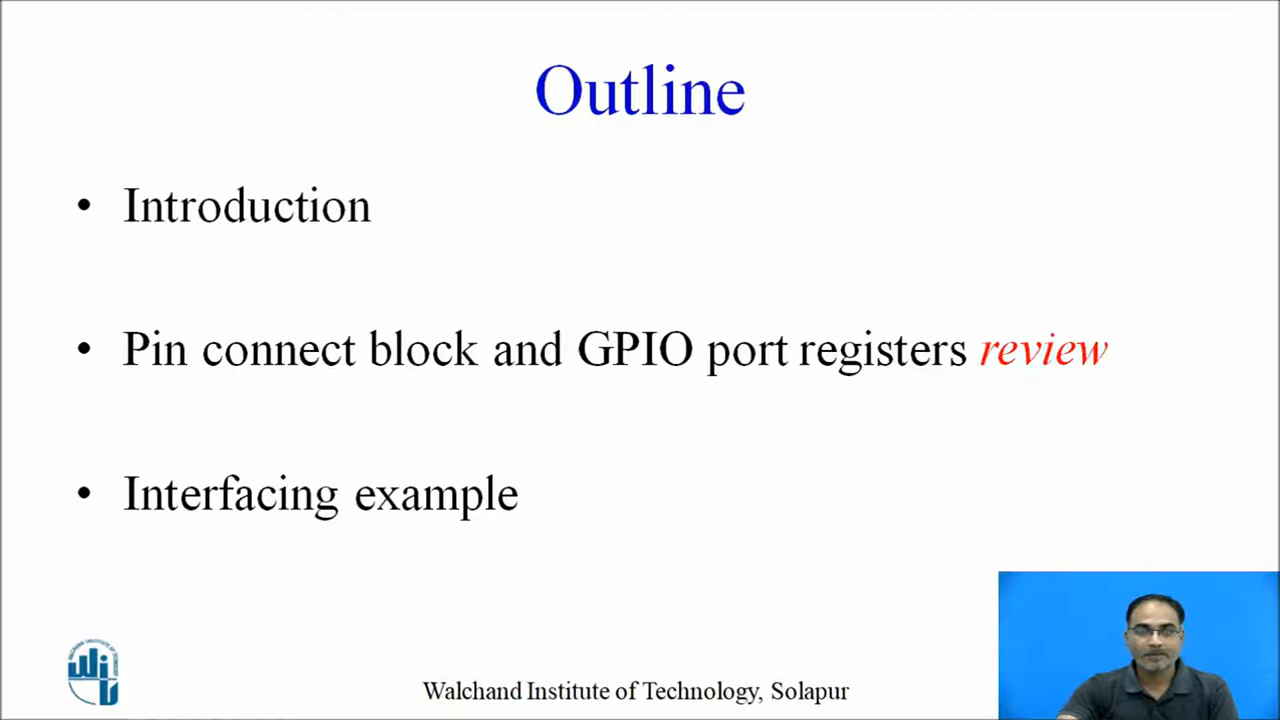 Outline
• Introduction
• Pin connect block and GPIO port registers review
• Interfacing example
Walchand Institute of Technology, Solapur